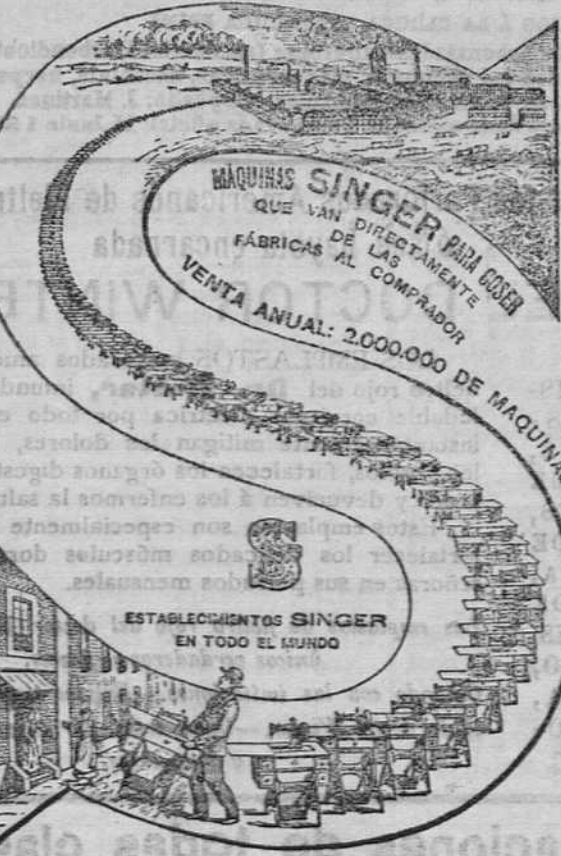 MÁQUINAS SINGER PARA COSER
QUE VAN DIRECTAMENTE
DE LAS
FÁBRICAS AL COMPRADOR
VENTA ANUAL: 2.000.000 DE MAQUINAS
S
ESTABLECIMIENTOS SINGER
EN TODO EL MUNDO